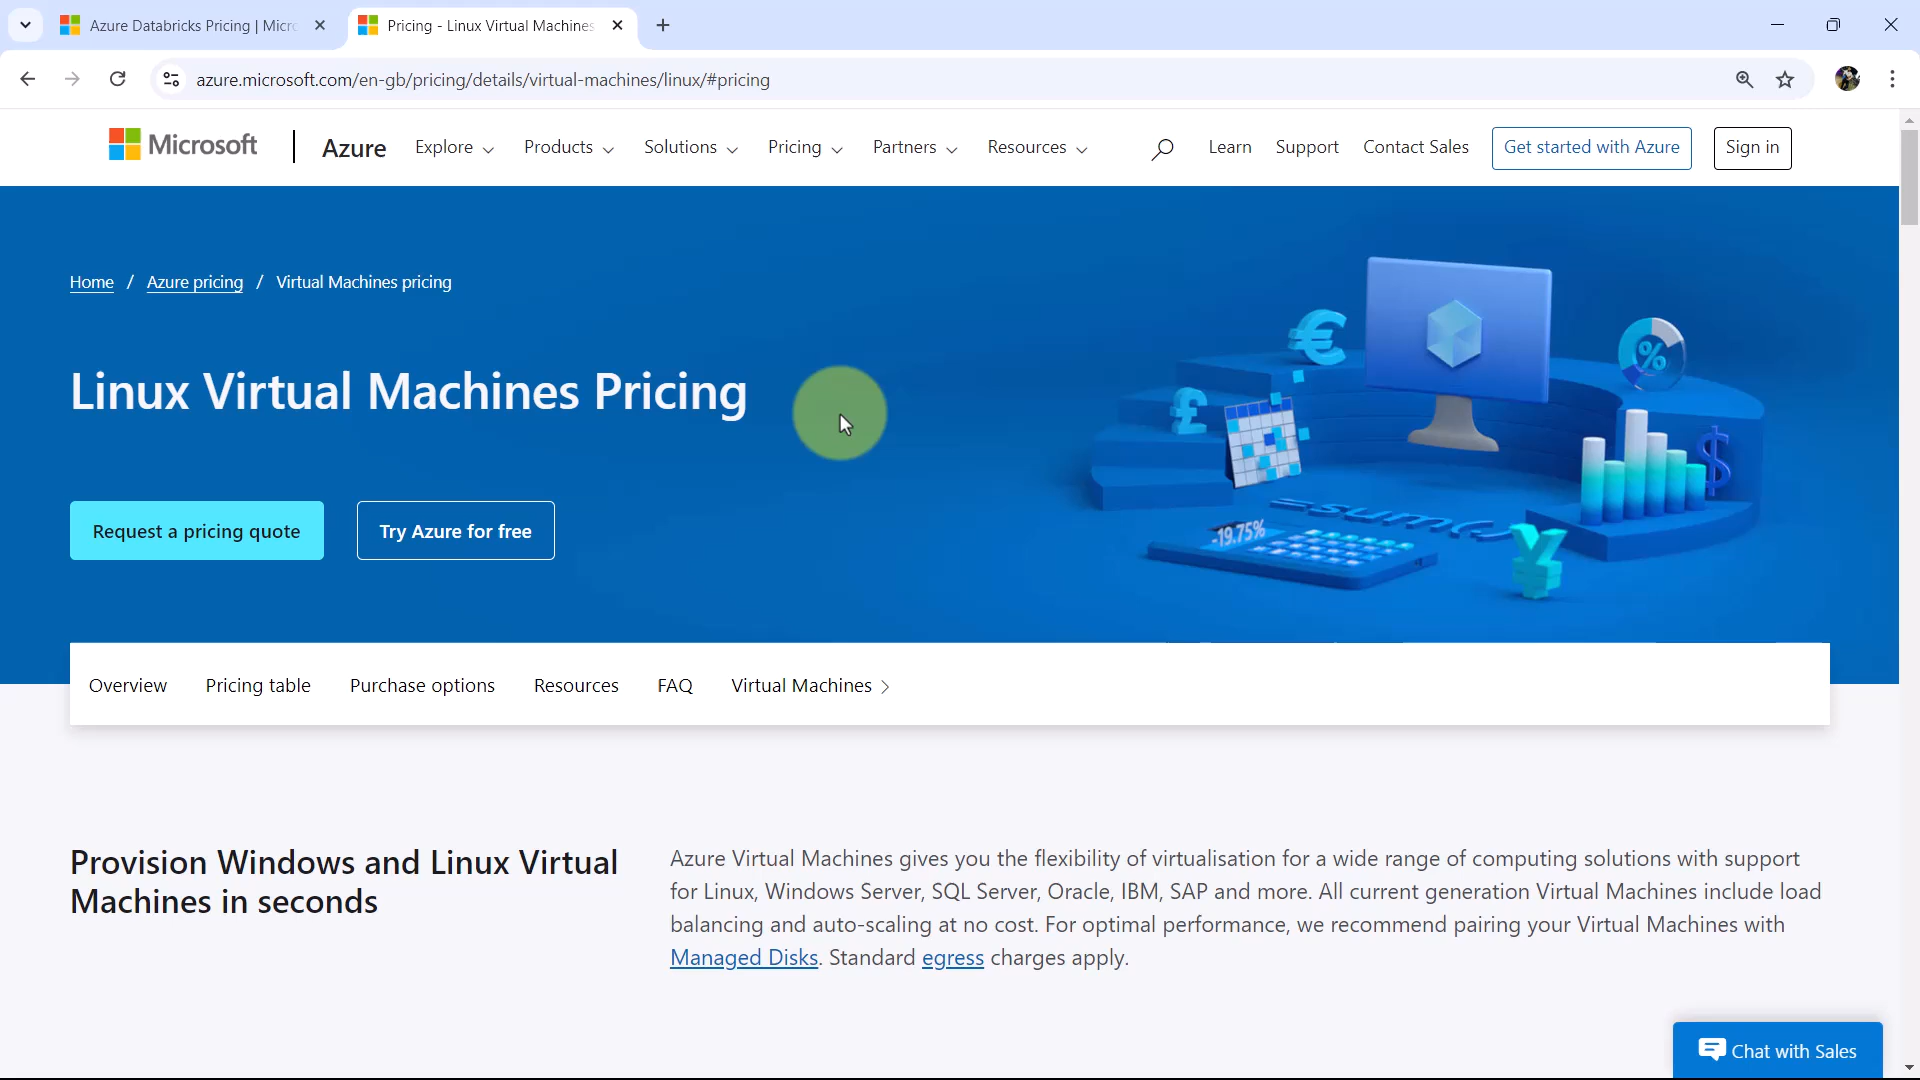 Azure Databricks Pricing | Micro
Pricing - Linux Virtual Machines
azure.microsoft.com/en-gb/pricing/details/virtual-machines/linux/#pricing
Microsoft
Azure
Explore
Products
Solutions
Pricing
Partners
Resources
Learn
Support
Contact Sales
Get started with Azure
Sign in
Home / Azure pricing / Virtual Machines pricing
Linux Virtual Machines Pricing
Request a pricing quote
Try Azure for free
€
£
%
$
=sum(
-19.75%
¥
Overview
Pricing table
Purchase options
Resources
FAQ
Virtual Machines
Provision Windows and Linux Virtual
Machines in seconds
Azure Virtual Machines gives you the flexibility of virtualisation for a wide range of computing solutions with support
for Linux, Windows Server, SQL Server, Oracle, IBM, SAP and more. All current generation Virtual Machines include load
balancing and auto-scaling at no cost. For optimal performance, we recommend pairing your Virtual Machines with
Managed Disks. Standard egress charges apply.
Chat with Sales